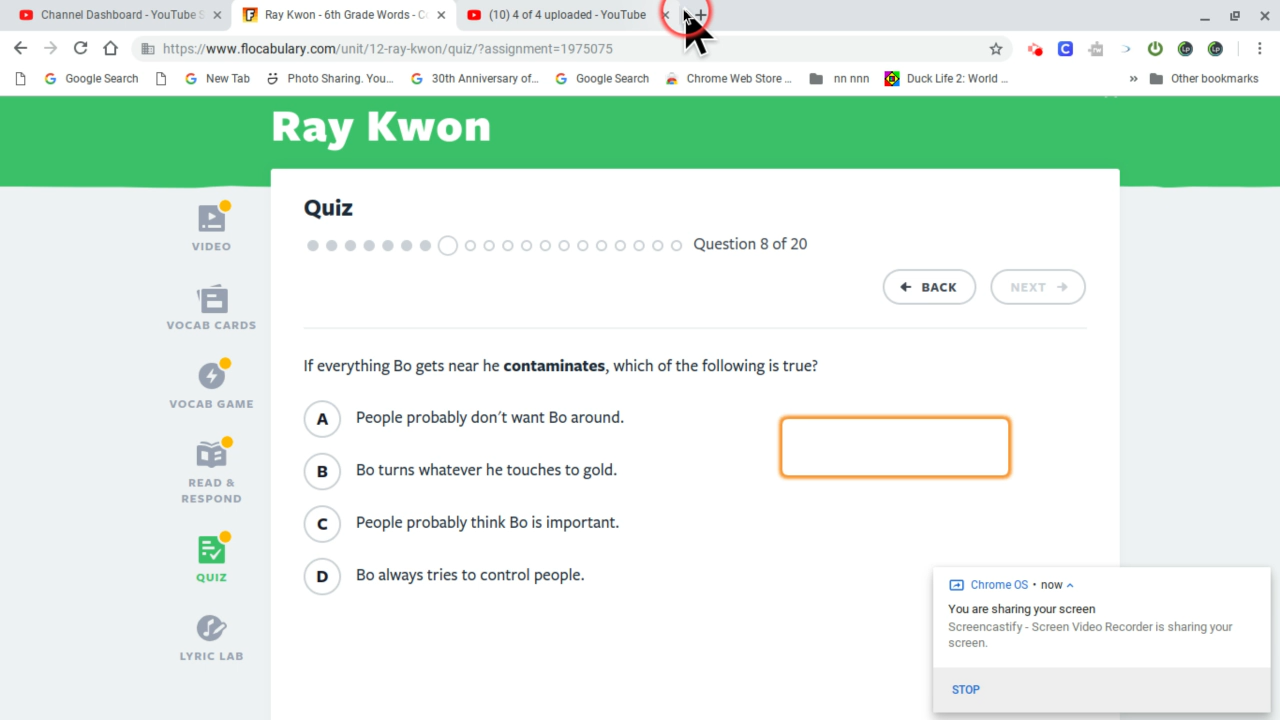 Channel Dashboard - YouTube S
Ray Kwon - 6th Grade Words - C
(10) 4 of 4 uploaded - YouTube
https://www.flocabulary.com/unit/12-ray-kwon/quiz/?assignment=1975075
Google Search
New Tab
Photo Sharing. You...
30th Anniversary of...
Google Search
Chrome Web Store ...
nn nnn
Duck Life 2: World ...
» Other bookmarks
Ray Kwon
VIDEO
VOCAB CARDS
VOCAB GAME
READ &
RESPOND
QUIZ
LYRIC LAB
Quiz
Question 8 of 20
← BACK
NEXT →
If everything Bo gets near he contaminates, which of the following is true?
A People probably don't want Bo around.
B Bo turns whatever he touches to gold.
C People probably think Bo is important.
D Bo always tries to control people.
Chrome OS • now
You are sharing your screen
Screencastify - Screen Video Recorder is sharing your
screen.
STOP